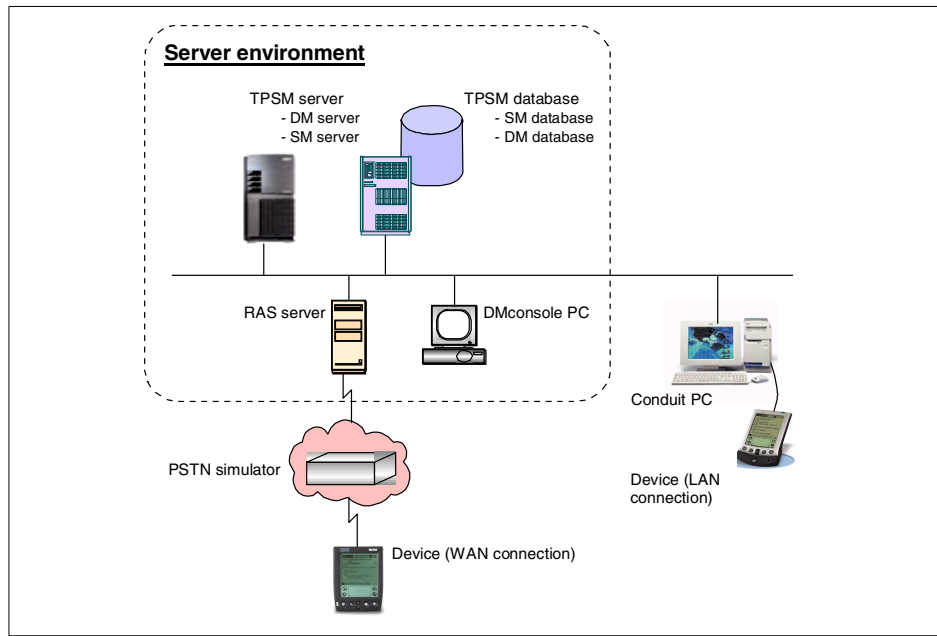 Server environment
TPSM server
- DM server
- SM server
TPSM database
- SM database
- DM database
RAS server
DMconsole PC
Conduit PC
PSTN simulator
Device (LAN
connection)
Device (WAN connection)
IBM